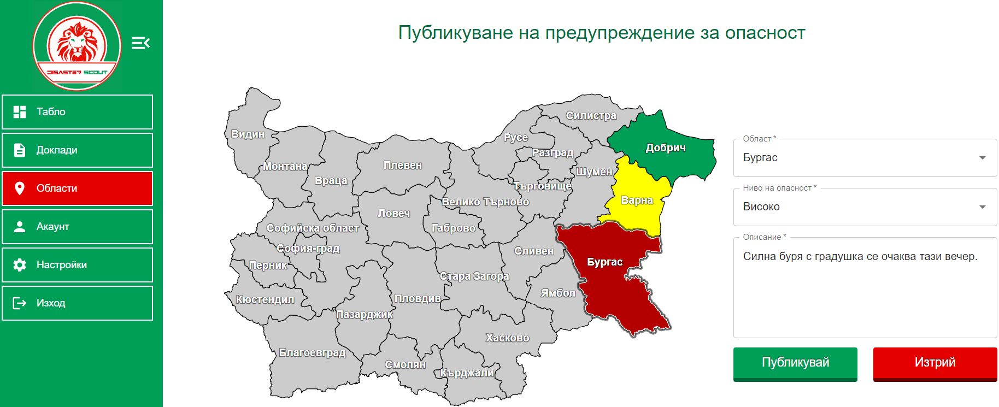 DISASTER SCOUT
Табло
Доклади
Области
Акаунт
Настройки
Изход
Публикуване на предупреждение за опасност
Силистра
Видин
Русе
Добрич
Разград
Монтана
Плевен
Шумен
Враца
Търговище
Варна
Велико Търново
Ловеч
Софийска област
Габрово
София-град
Сливен
Бургас
Перник
Стара Загора
Ямбол
Кюстендил
Пловдив
Пазарджик
Хасково
Благоевград
Смолян
Кърджали
Област *
Бургас
Ниво на опасност *
Високо
Описание *
Силна буря с градушка се очаква тази вечер.
Публикувай
Изтрий